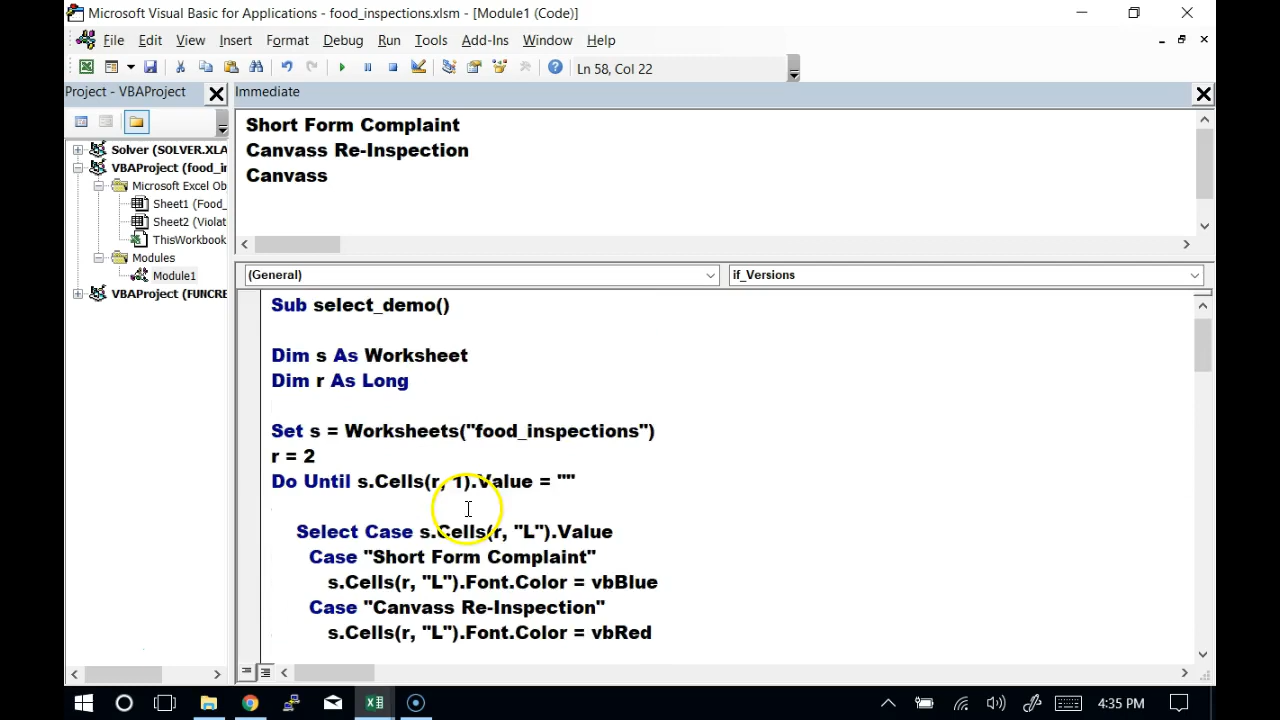 Microsoft Visual Basic for Applications - food_inspections.xlsm - [Module1 (Code)]
File Edit View Insert Format Debug Run Tools Add-Ins Window Help
Ln 58, Col 22
Project - VBAProject
Immediate
Solver (SOLVER.XLA
VBAProject (food_in
Microsoft Excel Ob
Sheet1 (Food_
Sheet2 (Violat
ThisWorkbook
Modules
Module1
VBAProject (FUNCRE
Short Form Complaint
Canvass Re-Inspection
Canvass
(General) if_Versions
Sub select_demo()
Dim s As Worksheet
Dim r As Long
Set s = Worksheets("food_inspections")
r = 2
Do Until s.Cells(r, 1).Value = ""
Select Case s.Cells(r, "L").Value
Case "Short Form Complaint"
s.Cells(r, "L").Font.Color = vbBlue
Case "Canvass Re-Inspection"
s.Cells(r, "L").Font.Color = vbRed
4:35 PM